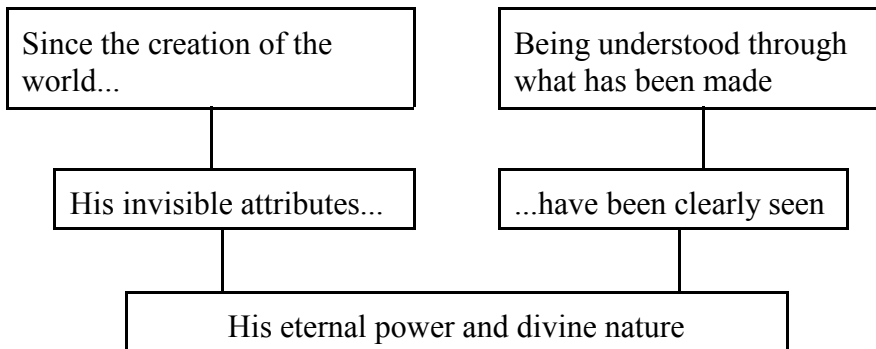 Since the creation of the
world...
Being understood through
what has been made
His invisible attributes...
...have been clearly seen
His eternal power and divine nature